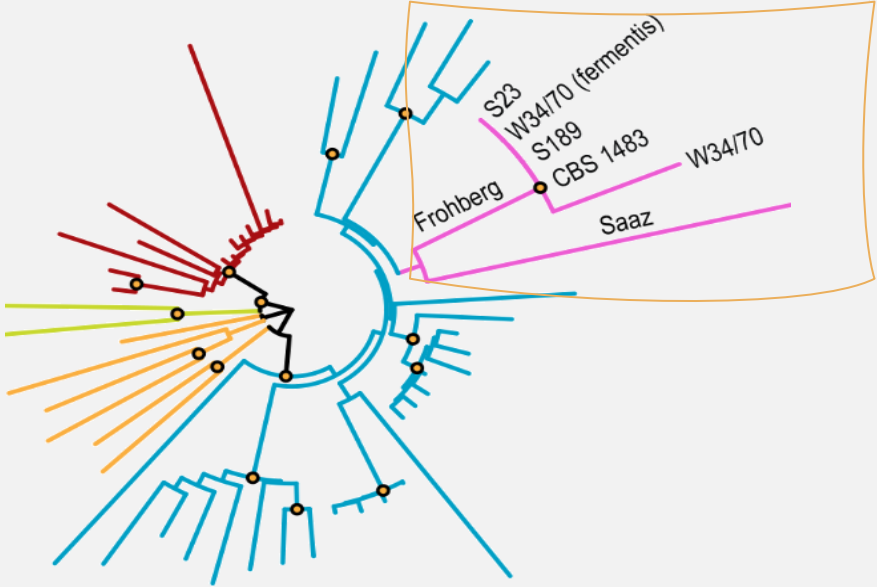 S23
W34/70 (fermentis)
S189
CBS 1483
W34/70
Frohberg
Saaz